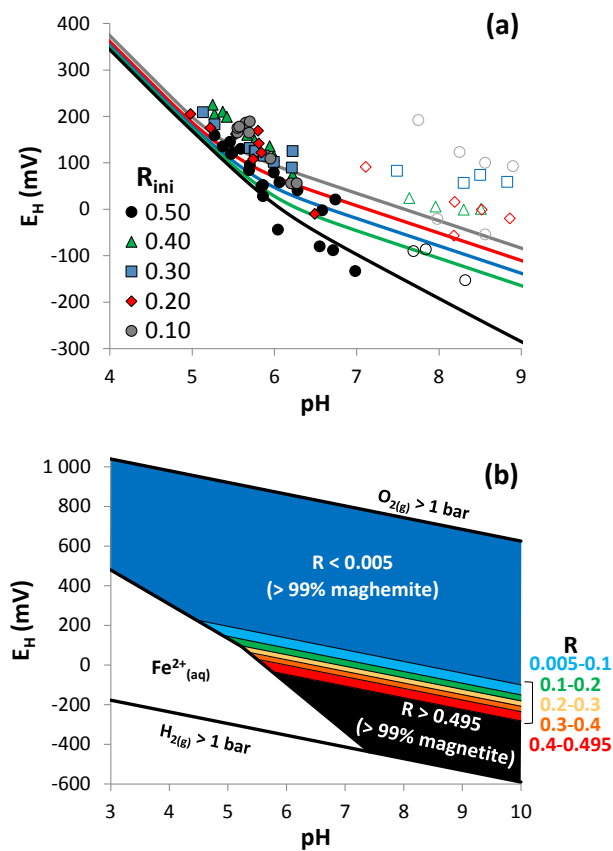 (a)
400
300
200
100
0
-100
-200
-300
E_H (mV)
R_ini
0.50
0.40
0.30
0.20
0.10
4 5 6 7 8 9
pH
(b)
1 000
800
600
400
200
0
-200
-400
-600
E_H (mV)
O₂₍g₎ > 1 bar
R < 0.005
(> 99% maghemite)
Fe²⁺(aq)
R > 0.495
(> 99% magnetite)
H₂₍g₎ > 1 bar
R
0.005-0.1
0.1-0.2
0.2-0.3
0.3-0.4
0.4-0.495
3 4 5 6 7 8 9 10
pH